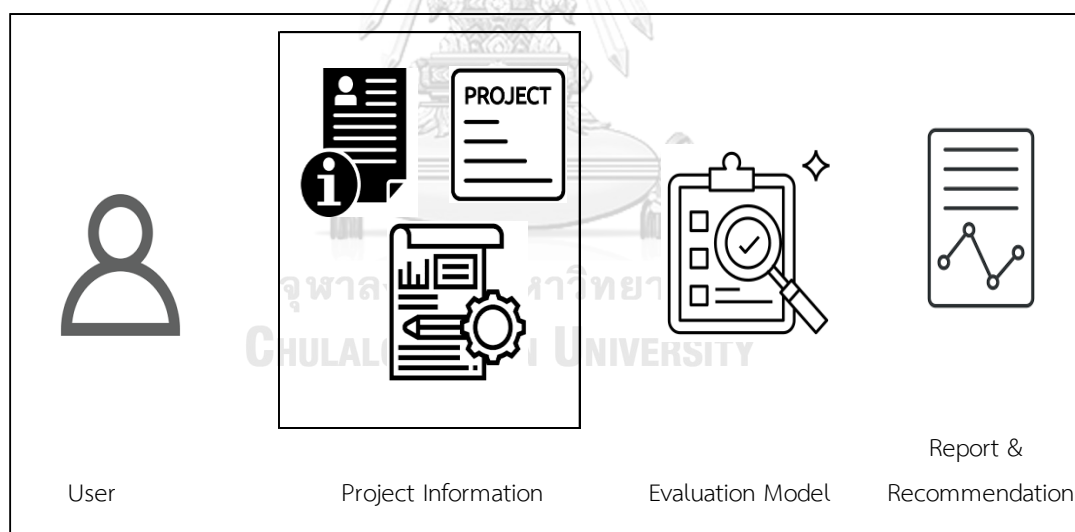 PROJECT
i
จุฬาล
หาวิทยา
CHULAL
UNIVERSITY
User
Project Information
Evaluation Model
Report &
Recommendation